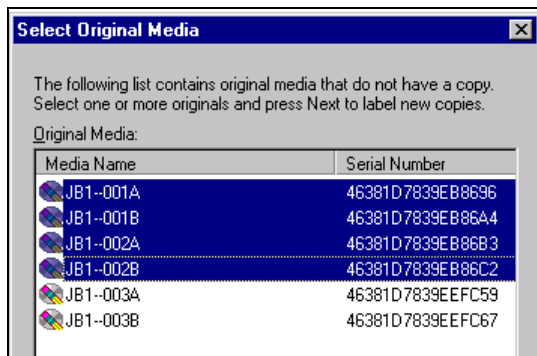 Select Original Media
The following list contains original media that do not have a copy.
Select one or more originals and press Next to label new copies.
Original Media:
Media Name Serial Number
JB1--001A 46381D7839EB8696
JB1--001B 46381D7839EB86A4
JB1--002A 46381D7839EB86B3
JB1--002B 46381D7839EB86C2
JB1--003A 46381D7839EEFC59
JB1--003B 46381D7839EEFC67